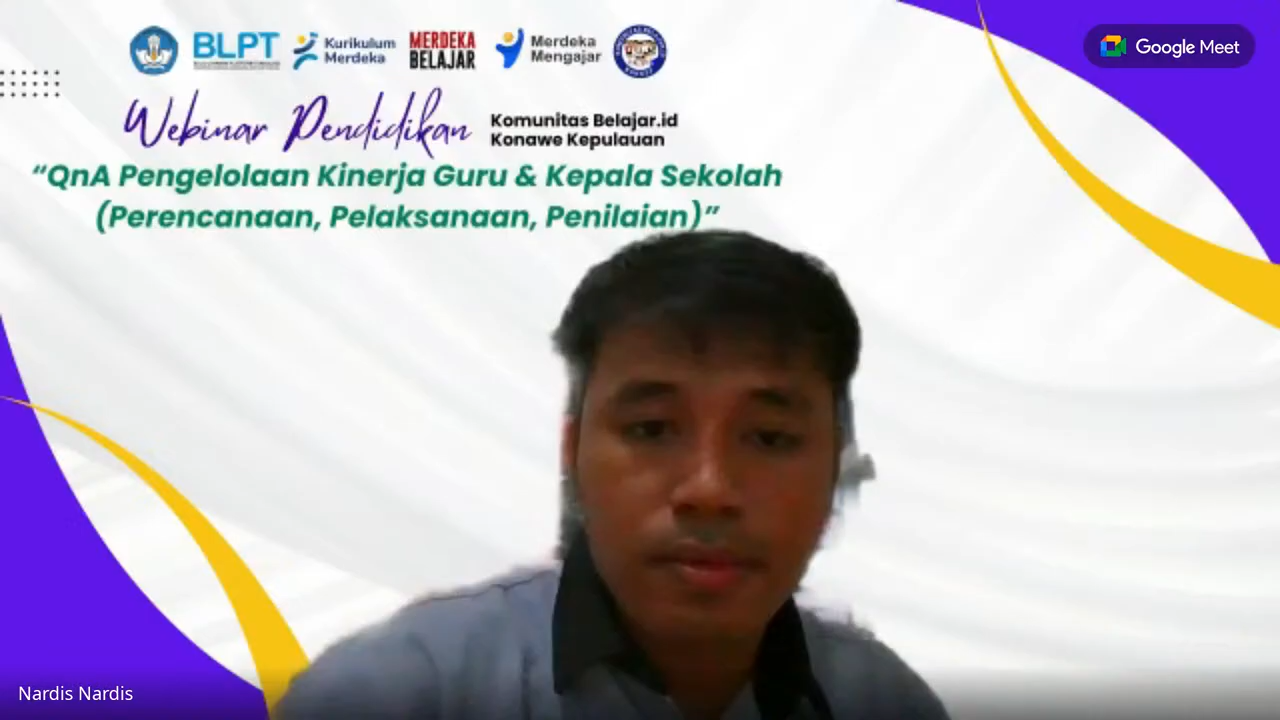 BLPT
Kurikulum
Merdeka
MERDEKA
BELAJAR
Merdeka
Mengajar
Google Meet
Webinar Pendidikan
Komunitas Belajar.id
Konawe Kepulauan
“QnA Pengelolaan Kinerja Guru & Kepala Sekolah
(Perencanaan, Pelaksanaan, Penilaian)”
Nardis Nardis